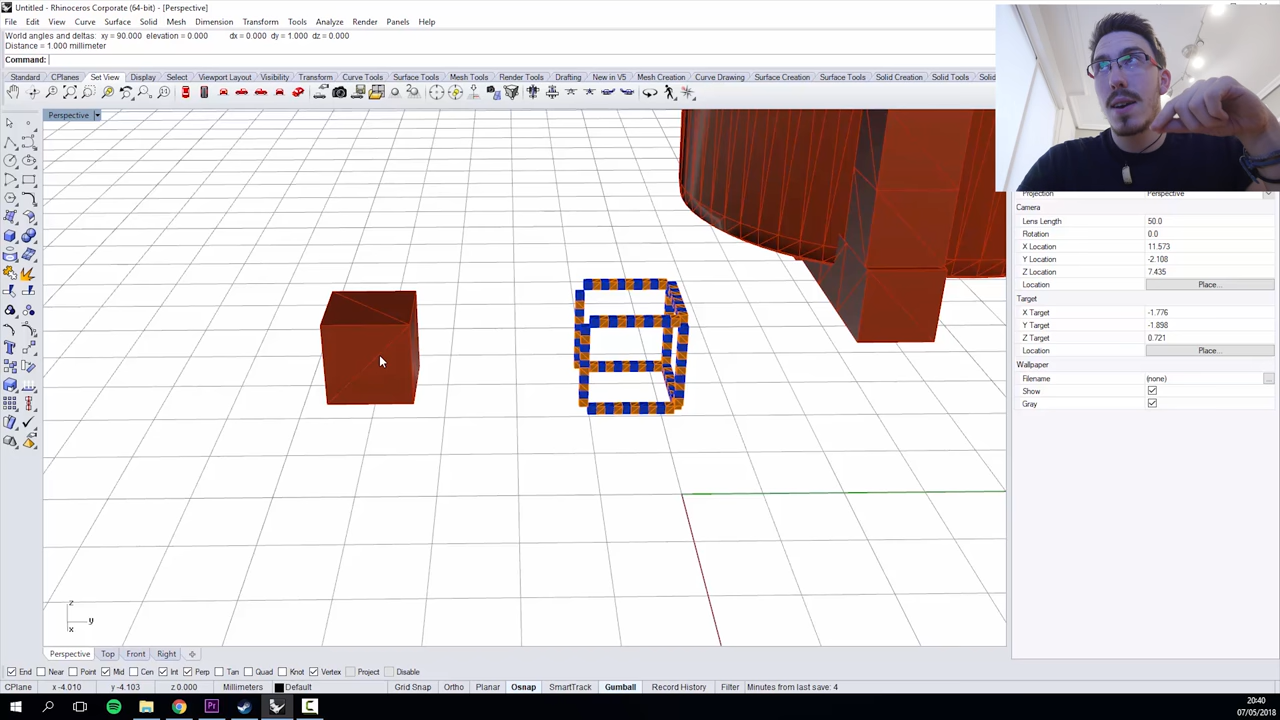 Untitled - Rhinoceros Corporate (64-bit) - [Perspective]
File Edit View Curve Surface Solid Mesh Dimension Transform Tools Analyze Render Panels Help
World angles and deltas: xy = 90.000 elevation = 0.000 dx = 0.000 dy = 1.000 dz = 0.000
Distance = 1.000 millimeter
Command:
Standard CPlanes Set View Display Select Viewport Layout Visibility Transform Curve Tools Surface Tools Mesh Tools Render Tools Drafting New in V5 Mesh Creation Curve Drawing Surface Creation Surface Tools Solid Creation Solid Tools Solid
Perspective
Projection Perspective
Camera
Lens Length 50.0
Rotation 0.0
X Location 11.573
Y Location -2.108
Z Location 7.435
Location Place...
Target
X Target -1.776
Y Target -1.898
Z Target 0.721
Location Place...
Wallpaper
Filename (none) ...
Show
Gray
z
y
x
Perspective Top Front Right
End Near Point Mid Cen Int Perp Tan Quad Knot Vertex Project Disable
CPlane x -4.010 y -4.103 z 0.000 Millimeters Default Grid Snap Ortho Planar Osnap SmartTrack Gumball Record History Filter Minutes from last save: 4
20:40
07/05/2018